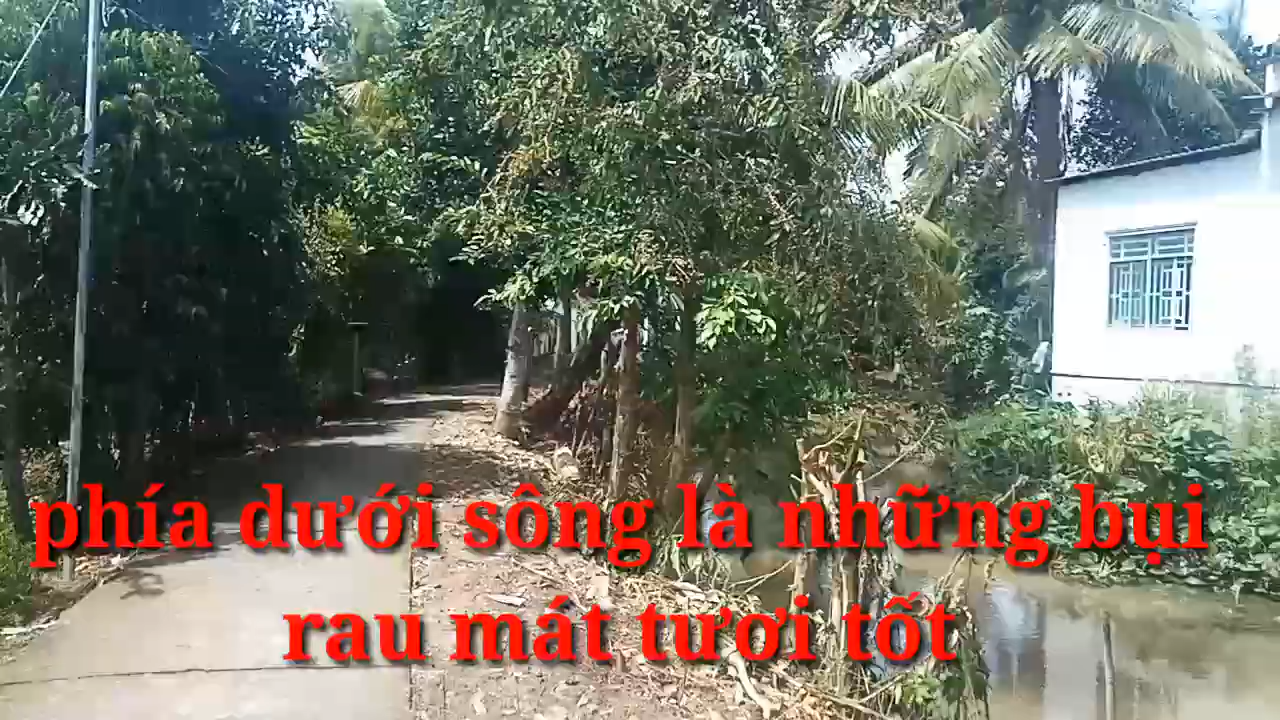 phía dưới sông là những bụi
rau mát tươi tốt